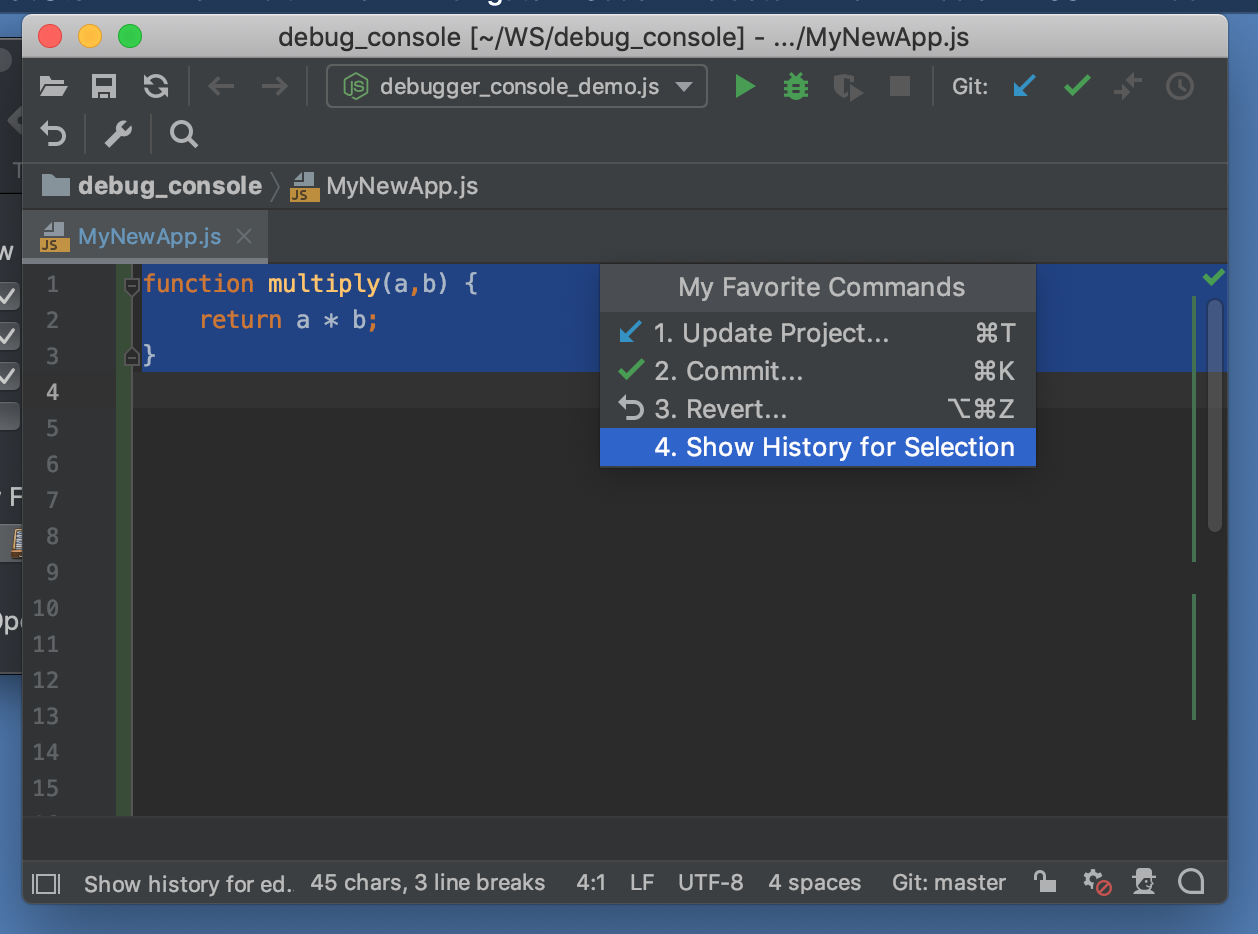 debug_console [~/WS/debug_console] - .../MyNewApp.js
JS debugger_console_demo.js Git:
debug_console JS MyNewApp.js
JS MyNewApp.js
My Favorite Commands
1. Update Project... ⌘T
2. Commit... ⌘K
3. Revert... ⌥⌘Z
4. Show History for Selection
1 function multiply(a,b) {
2 return a * b;
3 }
4
5
6
7
8
9
10
11
12
13
14
15
Show history for ed.. 45 chars, 3 line breaks 4:1 LF UTF-8 4 spaces Git: master